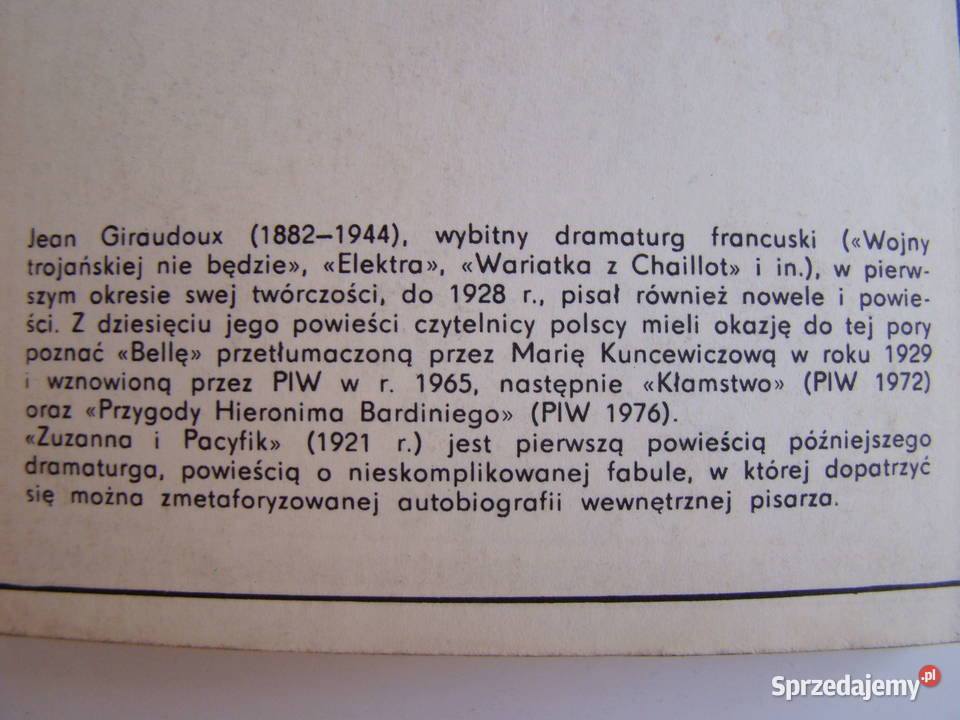 Jean Giraudoux (1882—1944), wybitny dramaturg francuski («Wojny
trojańskiej nie będzie», «Elektra», «Wariatka z Chaillot» i in.), w pierw-
szym okresie swej twórczości, do 1928 r., pisał również nowele i powie-
ści. Z dziesięciu jego powieści czytelnicy polscy mieli okazję do tej pory
poznać «Bellę» przetłumaczoną przez Marię Kuncewiczową w roku 1929
i wznowioną przez PIW w r. 1965, następnie «Kłamstwo» (PIW 1972)
oraz «Przygody Hieronima Bardiniego» (PIW 1976).
«Zuzanna i Pacyfik» (1921 r.) jest pierwszą powieścią późniejszego
dramaturga, powieścią o nieskomplikowanej fabule, w której dopatrzyć
się można zmetaforyzowanej autobiografii wewnętrznej pisarza.
Sprzedajemy.pl